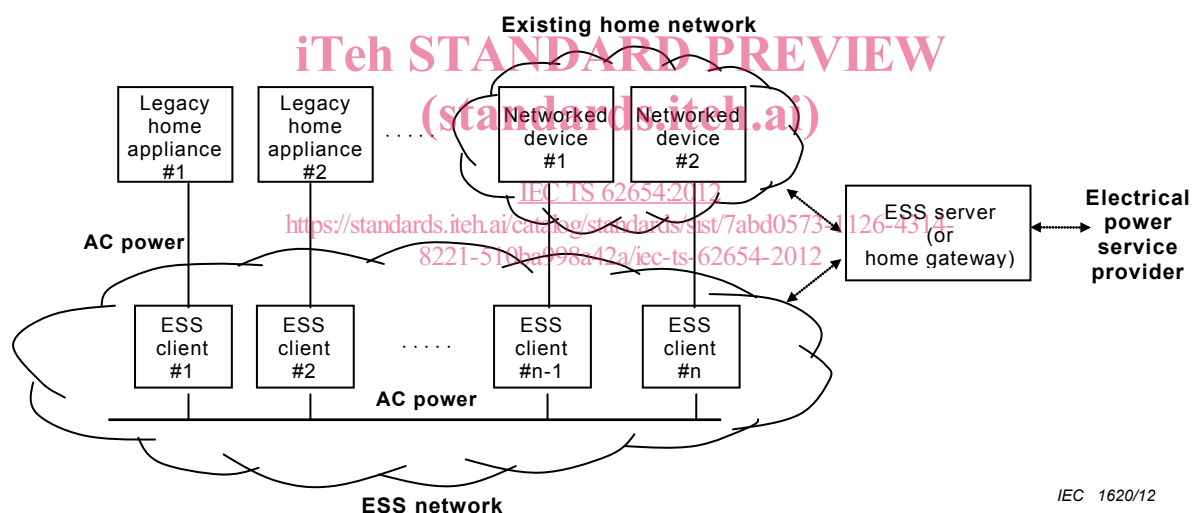 Existing home network
iTeh STANDARD PREVIEW
(standards.iteh.ai)
Legacy
home
appliance
#1
Legacy
home
appliance
#2
. . . . .
Networked
device
#1
Networked
device
#2
IEC TS 62654:2012
https://standards.iteh.ai/catalog/standards/sist/7abd0573-1126-4314-
8221-510ba998a42a/iec-ts-62654-2012
ESS server
(or
home gateway)
Electrical
power
service
provider
AC power
ESS
client
#1
ESS
client
#2
. . . . .
ESS
client
#n-1
ESS
client
#n
AC power
ESS network
IEC 1620/12